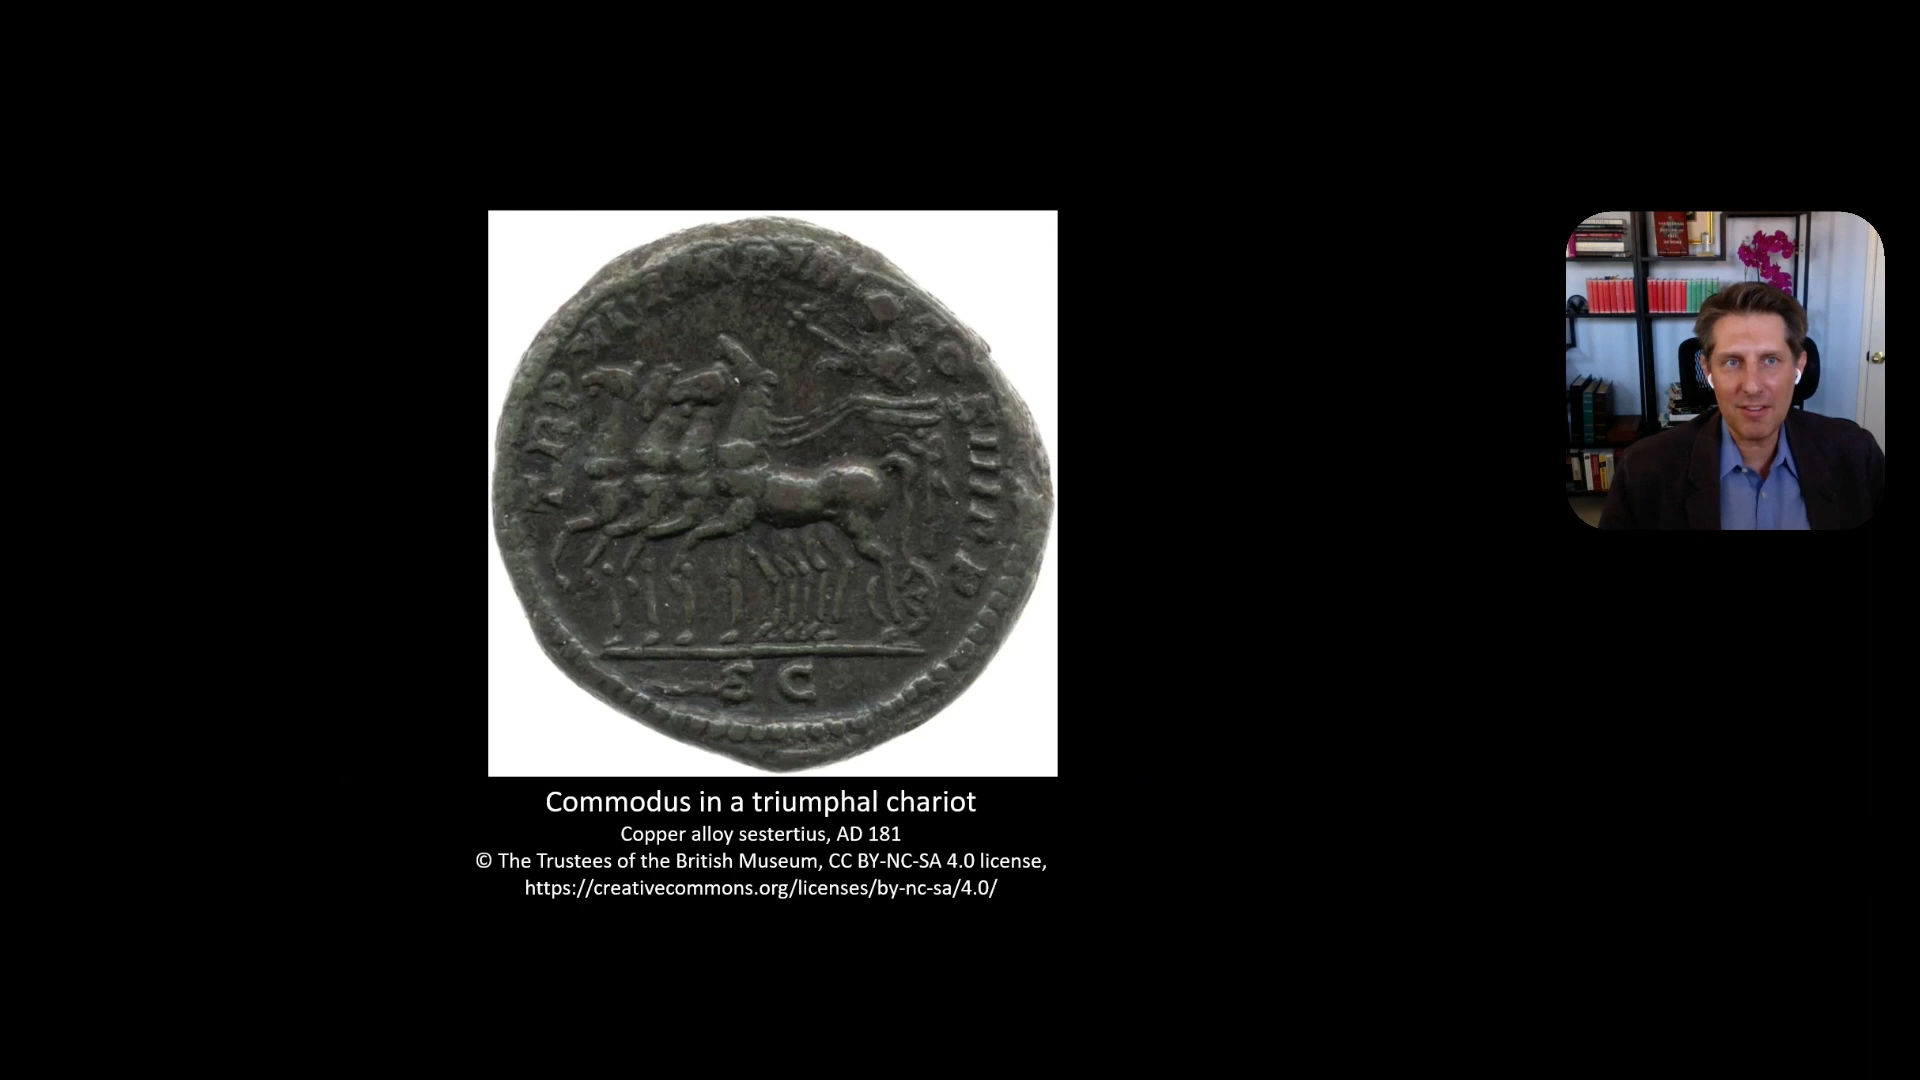 S C
Commodus in a triumphal chariot
Copper alloy sestertius, AD 181
© The Trustees of the British Museum, CC BY-NC-SA 4.0 license,
https://creativecommons.org/licenses/by-nc-sa/4.0/